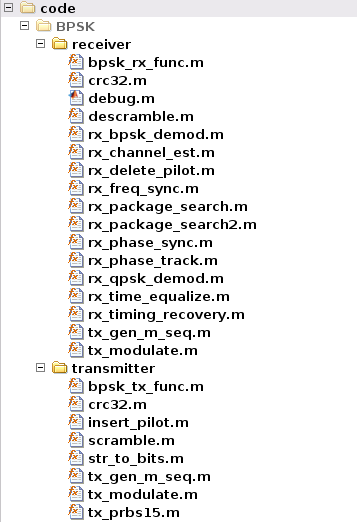 code
BPSK
receiver
bpsk_rx_func.m
crc32.m
debug.m
descramble.m
rx_bpsk_demod.m
rx_channel_est.m
rx_delete_pilot.m
rx_freq_sync.m
rx_package_search.m
rx_package_search2.m
rx_phase_sync.m
rx_phase_track.m
rx_qpsk_demod.m
rx_time_equalize.m
rx_timing_recovery.m
tx_gen_m_seq.m
tx_modulate.m
transmitter
bpsk_tx_func.m
crc32.m
insert_pilot.m
scramble.m
str_to_bits.m
tx_gen_m_seq.m
tx_modulate.m
tx_prbs15.m